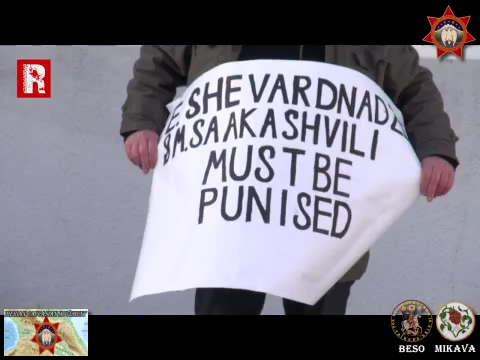 R
E. SHEVARDNADZ
&M. SAAKASHVILI
MUST BE
PUNISED
BESO MIKAVA